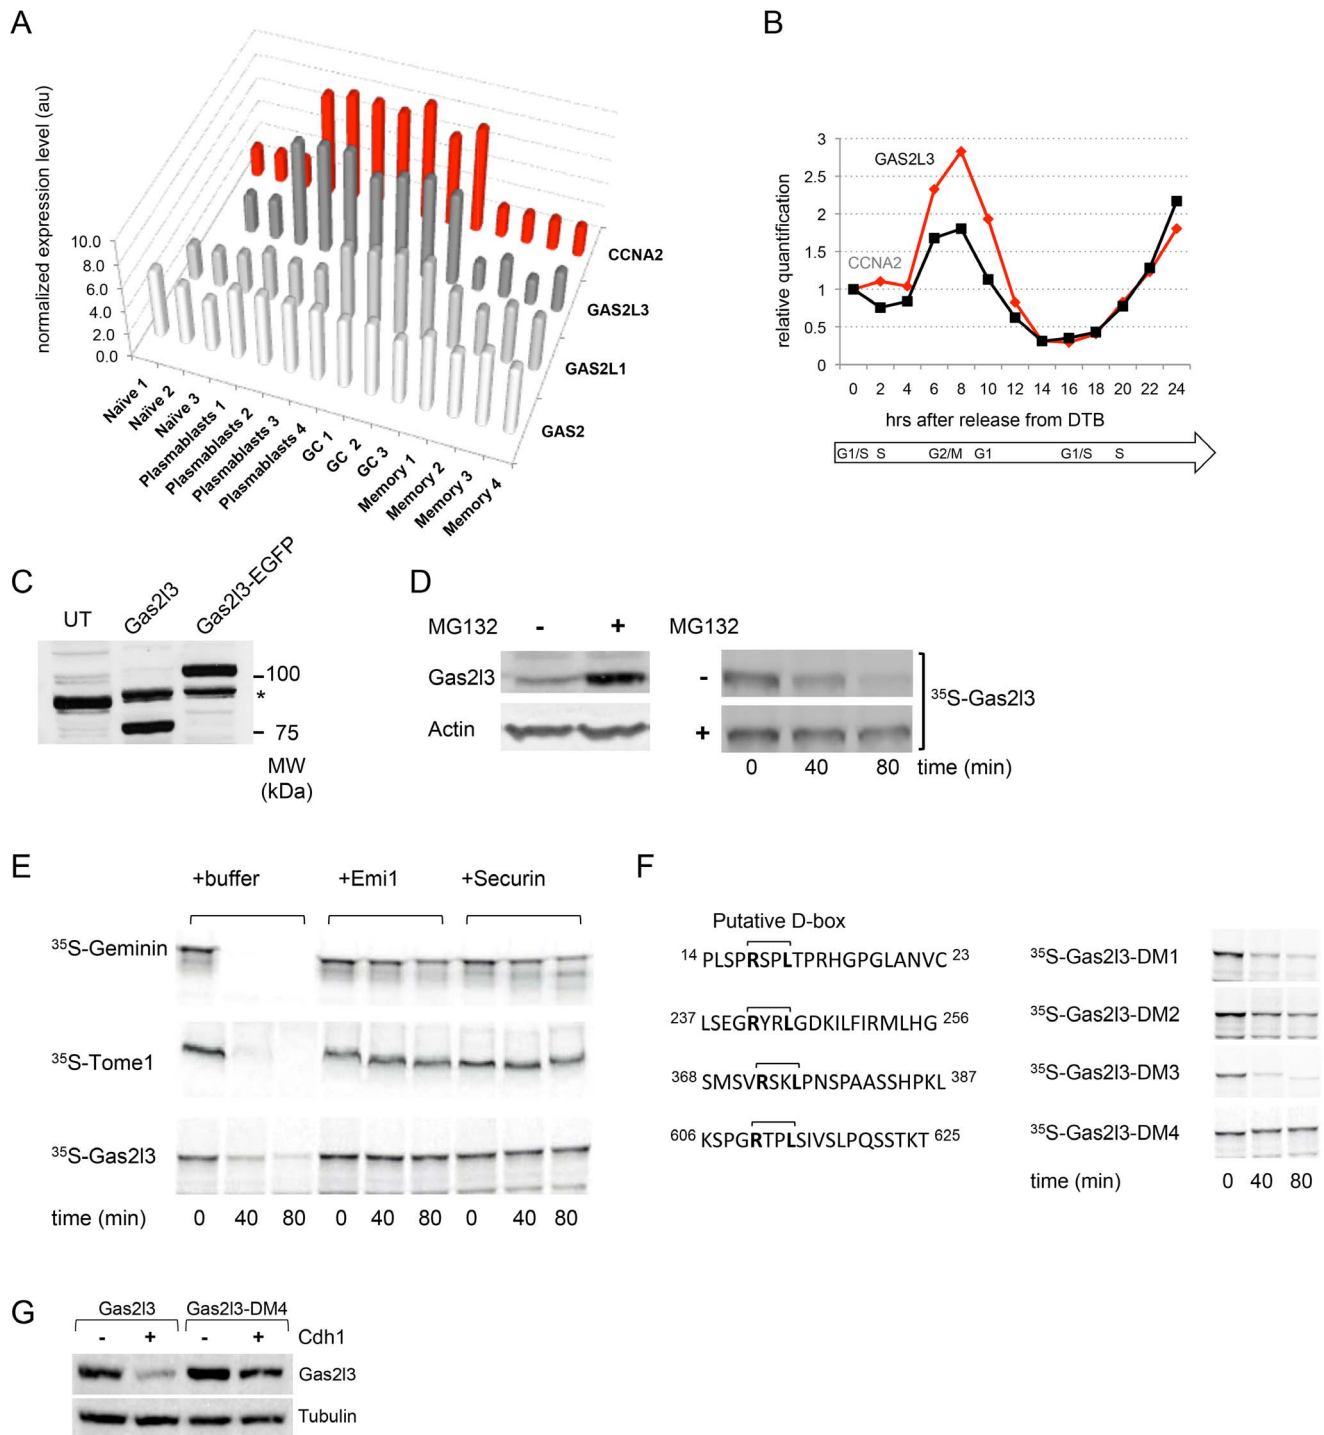 A
normalized expression level (au)
10.0
8.0
6.0
4.0
2.0
0.0
Naïve 1
Naïve 2
Naïve 3
Plasmablasts 1
Plasmablasts 2
Plasmablasts 3
Plasmablasts 4
GC 1
GC 2
GC 3
Memory 1
Memory 2
Memory 3
Memory 4
CCNA2
GAS2L3
GAS2L1
GAS2
B
relative quantification
3
2.5
2
1.5
1
0.5
0
GAS2L3
CCNA2
0 2 4 6 8 10 12 14 16 18 20 22 24
hrs after release from DTB
G1/S S G2/M G1 G1/S S
C
UT Gas2l3 Gas2l3-EGFP
100
*
75
MW
(kDa)
D
MG132 - +
Gas2l3
Actin
MG132
-
+
35S-Gas2l3
0 40 80 time (min)
E
+buffer +Emi1 +Securin
35S-Geminin
35S-Tome1
35S-Gas2l3
time (min) 0 40 80 0 40 80 0 40 80
F
Putative D-box
14 PLSPRSPLTPRHGPGLANVC 23
237 LSEGRYRLGDKILFIRMLHG 256
368 SMSVRSKLPNSPAASSHPKL 387
606 KSPGRTPLSIVSLPQSSTKT 625
35S-Gas2l3-DM1
35S-Gas2l3-DM2
35S-Gas2l3-DM3
35S-Gas2l3-DM4
time (min) 0 40 80
G
Gas2l3 Gas2l3-DM4
- + - + Cdh1
Gas2l3
Tubulin